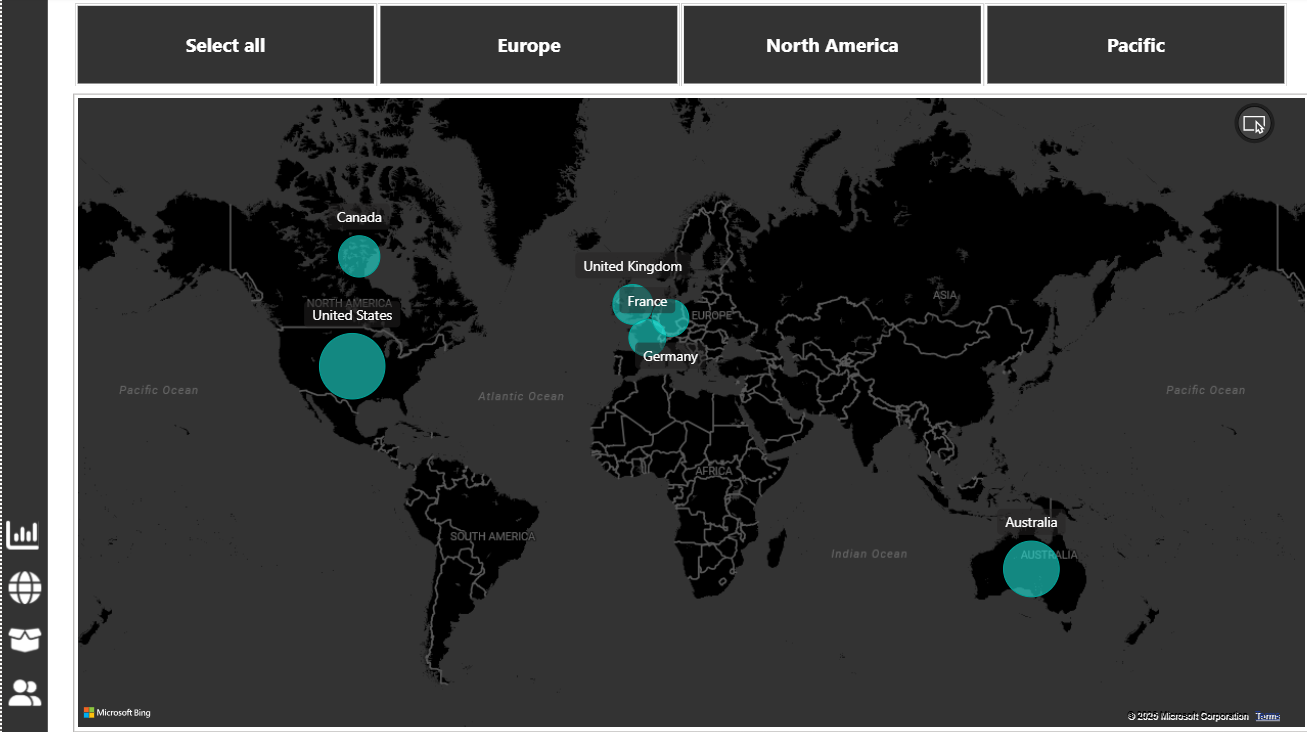 Select all
Europe
North America
Pacific
Canada
United Kingdom
NORTH AMERICA
France
ASIA
United States
EUROPE
Germany
Pacific Ocean
Atlantic Ocean
Pacific Ocean
AFRICA
Australia
SOUTH AMERICA
Indian Ocean
AUSTRALIA
Microsoft Bing
© 2025 Microsoft Corporation Terms